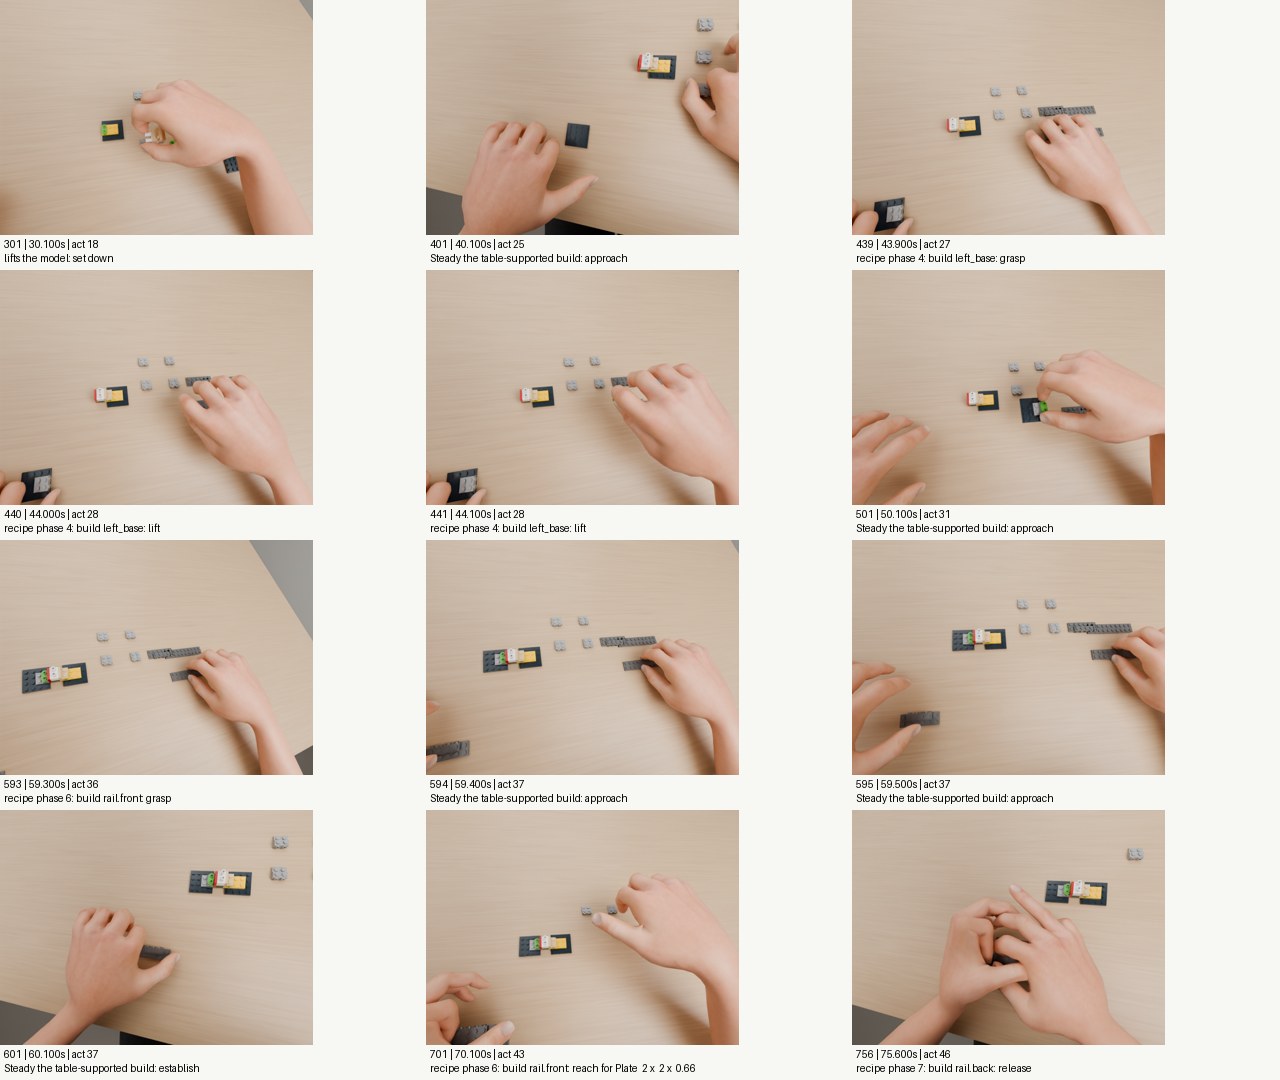 301 | 30.100s | act 18
lifts the model: set down
401 | 40.100s | act 25
Steady the table-supported build: approach
439 | 43.900s | act 27
recipe phase 4: build left_base: grasp
440 | 44.000s | act 28
recipe phase 4: build left_base: lift
441 | 44.100s | act 28
recipe phase 4: build left_base: lift
501 | 50.100s | act 31
Steady the table-supported build: approach
593 | 59.300s | act 36
recipe phase 6: build rail.front: grasp
594 | 59.400s | act 37
Steady the table-supported build: approach
595 | 59.500s | act 37
Steady the table-supported build: approach
601 | 60.100s | act 37
Steady the table-supported build: establish
701 | 70.100s | act 43
recipe phase 6: build rail.front: reach for Plate 2 x 2 x 0.66
756 | 75.600s | act 46
recipe phase 7: build rail.back: release